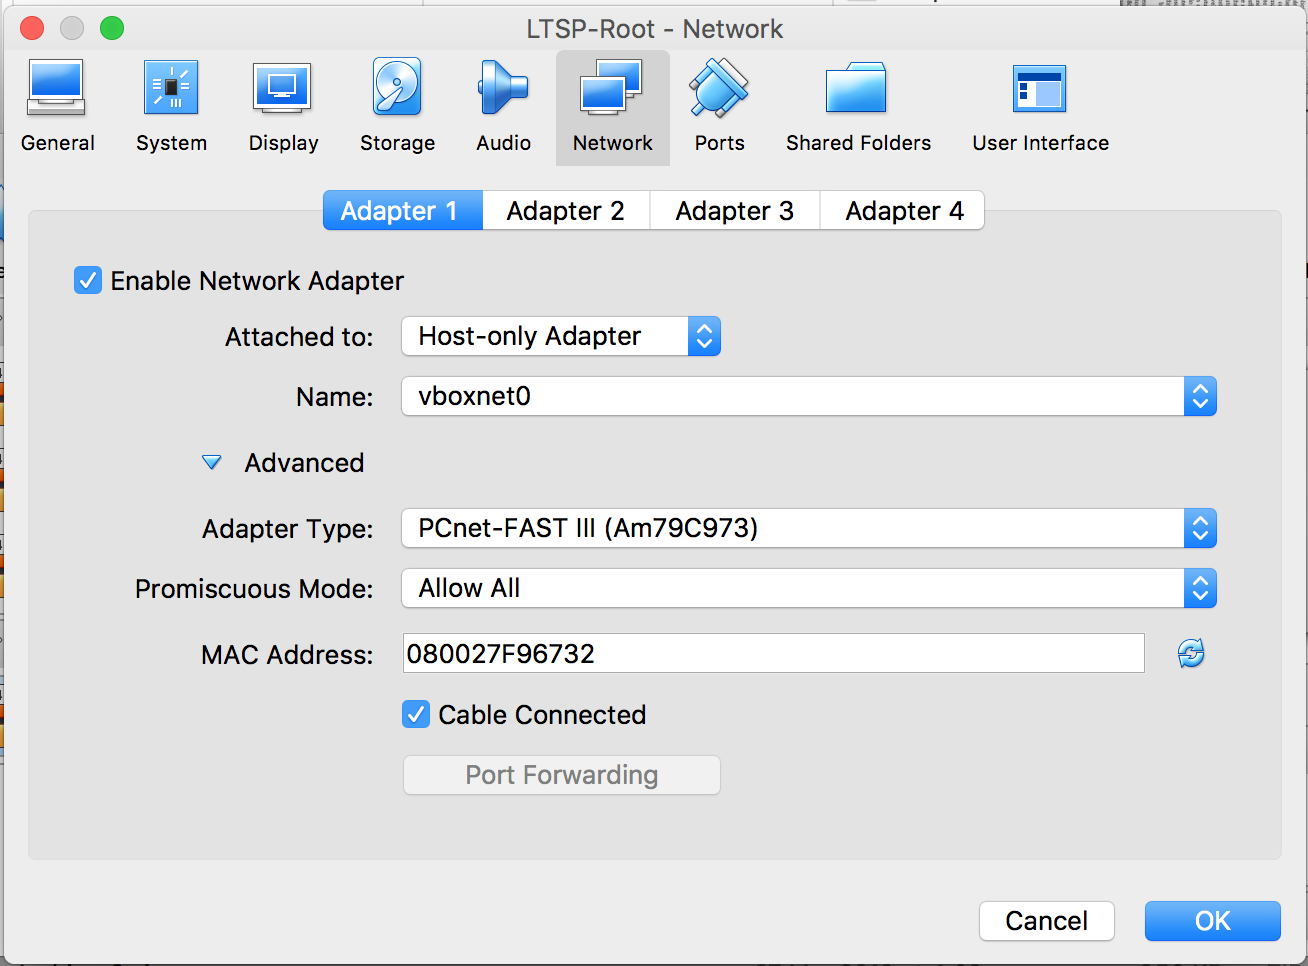 LTSP-Root - Network
General System Display Storage Audio Network Ports Shared Folders User Interface
Adapter 1 Adapter 2 Adapter 3 Adapter 4
Enable Network Adapter
Attached to: Host-only Adapter
Name: vboxnet0
Advanced
Adapter Type: PCnet-FAST III (Am79C973)
Promiscuous Mode: Allow All
MAC Address: 080027F96732
Cable Connected
Port Forwarding
Cancel OK